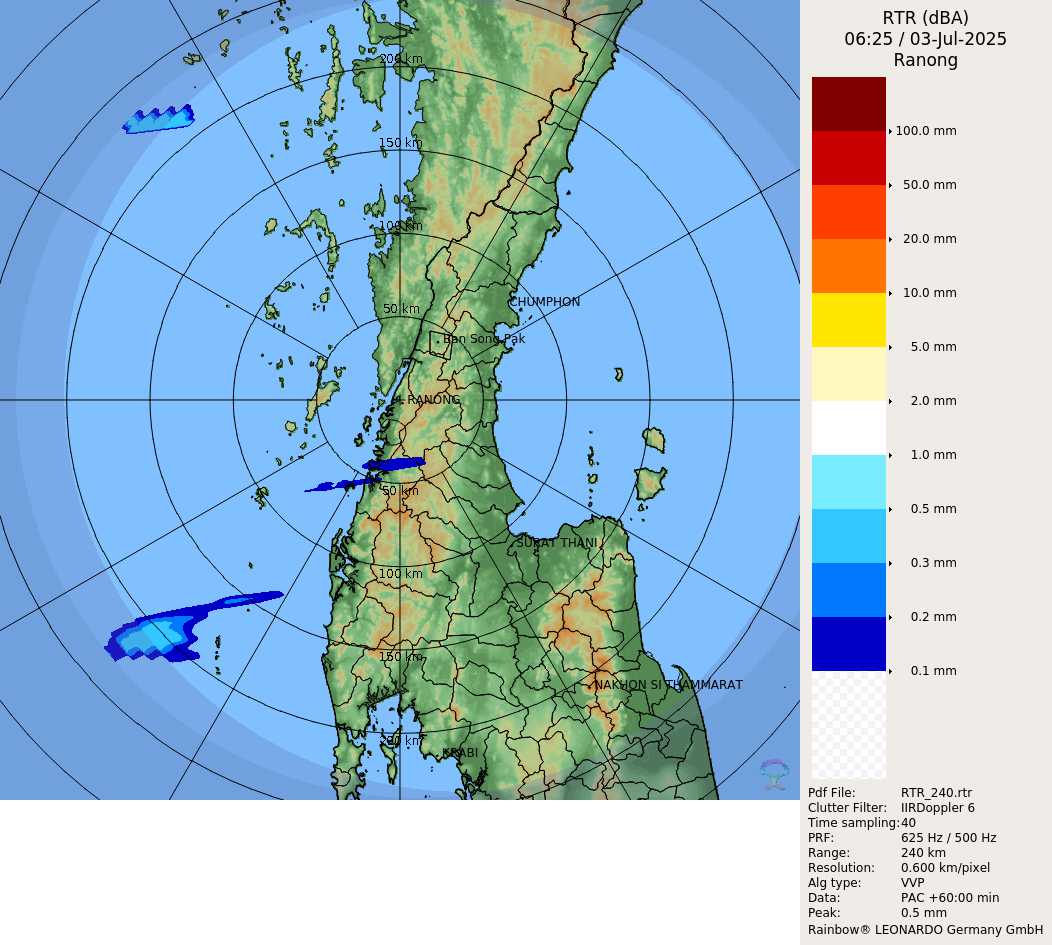 RTR (dBA)
06:25 / 03-Jul-2025
Ranong
200 km
150 km
100 km
50 km
CHUMPHON
Ban Song Pak
RANONG
50 km
SURAT THANI
100 km
150 km
NAKHON SI THAMMARAT
200 km
KRABI
100.0 mm
50.0 mm
20.0 mm
10.0 mm
5.0 mm
2.0 mm
1.0 mm
0.5 mm
0.3 mm
0.2 mm
0.1 mm
Pdf File: RTR_240.rtr
Clutter Filter: IIRDoppler 6
Time sampling: 40
PRF: 625 Hz / 500 Hz
Range: 240 km
Resolution: 0.600 km/pixel
Alg type: VVP
Data: PAC +60:00 min
Peak: 0.5 mm
Rainbow® LEONARDO Germany GmbH